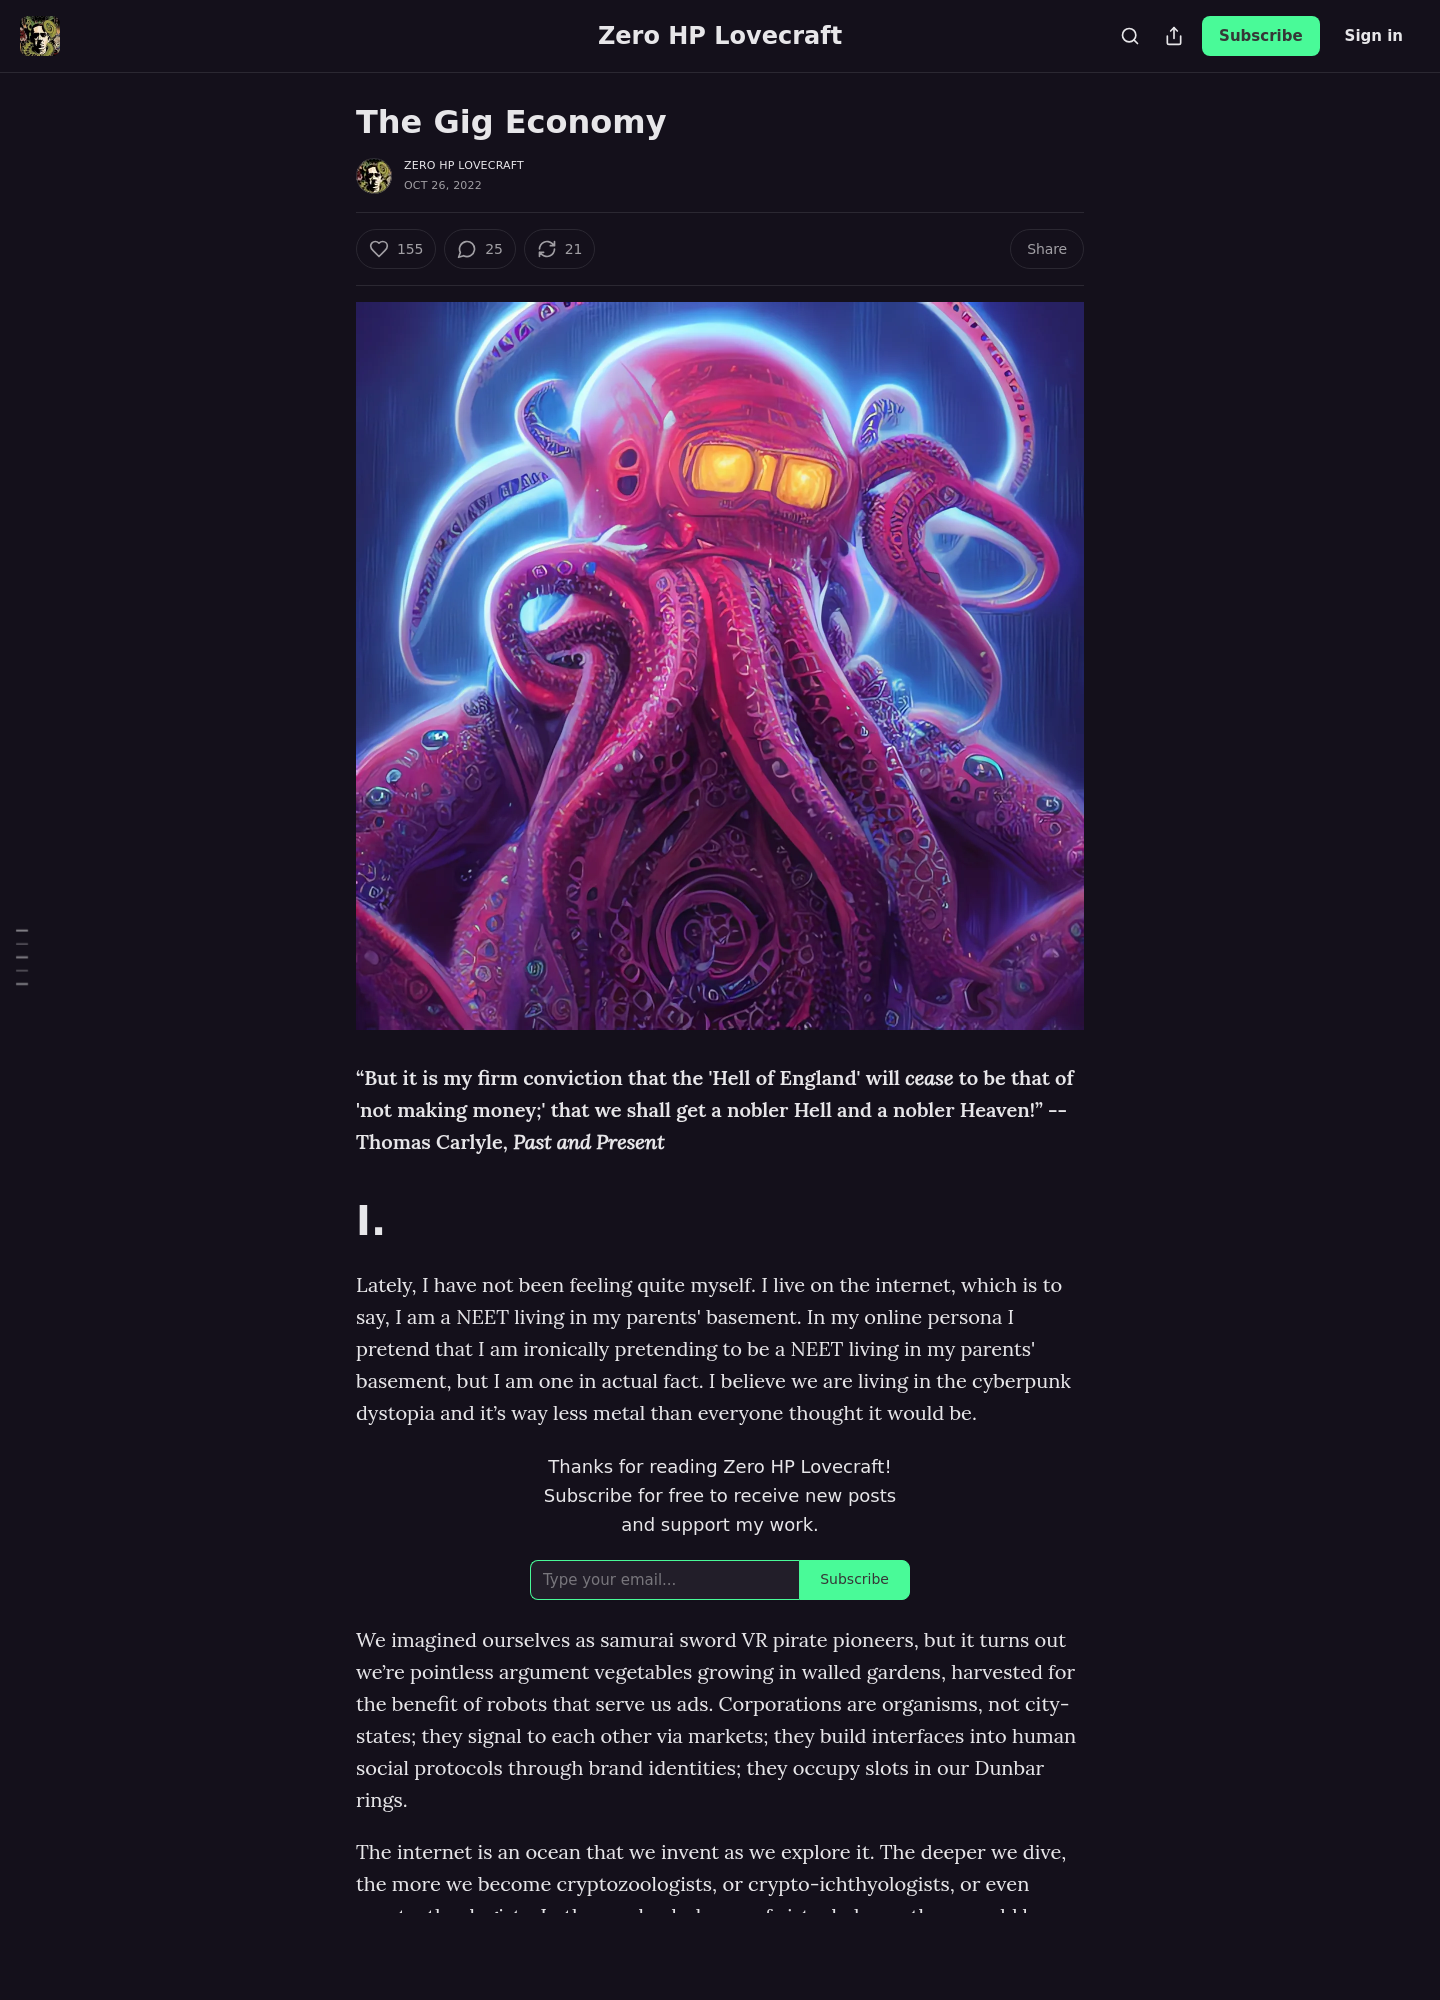 Zero HP Lovecraft
Subscribe
Sign in
The Gig Economy
ZERO HP LOVECRAFT
OCT 26, 2022
155
25
21
Share
“But it is my firm conviction that the 'Hell of England' will cease to be that of
'not making money;' that we shall get a nobler Hell and a nobler Heaven!” --
Thomas Carlyle, Past and Present
I.
Lately, I have not been feeling quite myself. I live on the internet, which is to
say, I am a NEET living in my parents' basement. In my online persona I
pretend that I am ironically pretending to be a NEET living in my parents'
basement, but I am one in actual fact. I believe we are living in the cyberpunk
dystopia and it’s way less metal than everyone thought it would be.
Thanks for reading Zero HP Lovecraft!
Subscribe for free to receive new posts
and support my work.
Type your email...
Subscribe
We imagined ourselves as samurai sword VR pirate pioneers, but it turns out
we’re pointless argument vegetables growing in walled gardens, harvested for
the benefit of robots that serve us ads. Corporations are organisms, not city-
states; they signal to each other via markets; they build interfaces into human
social protocols through brand identities; they occupy slots in our Dunbar
rings.
The internet is an ocean that we invent as we explore it. The deeper we dive,
the more we become cryptozoologists, or crypto-ichthyologists, or even